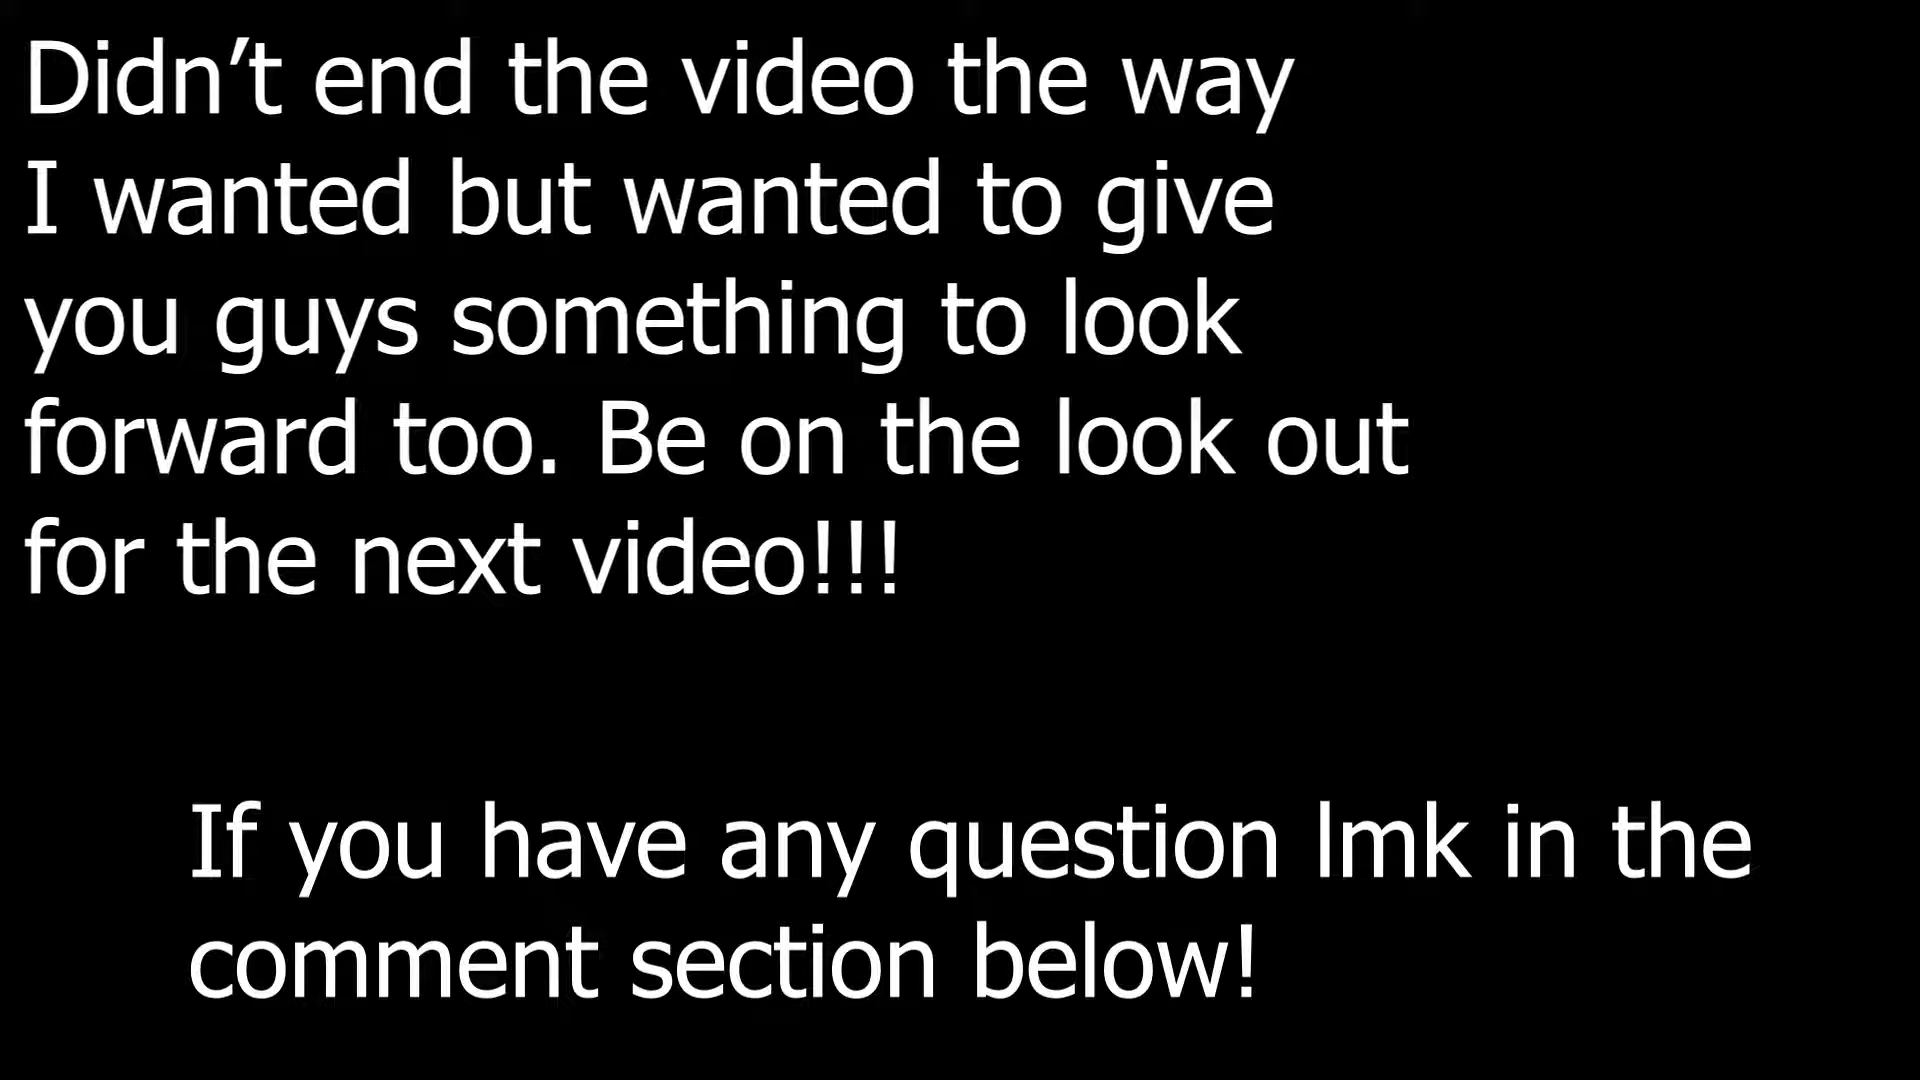 Didn’t end the video the way
I wanted but wanted to give
you guys something to look
forward too. Be on the look out
for the next video!!!
If you have any question lmk in the
comment section below!